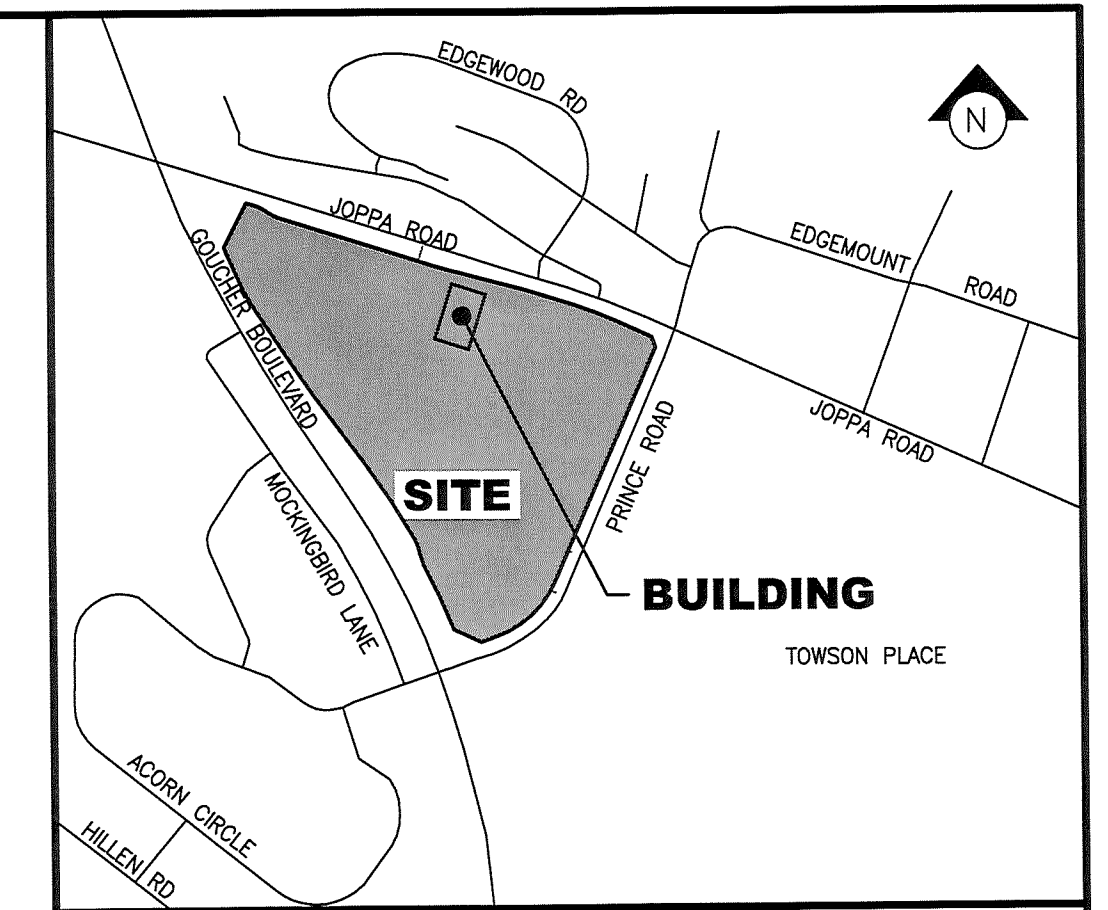 EDGEWOOD RD
N
JOPPA ROAD
EDGEMOUNT ROAD
GOUCHER BOULEVARD
JOPPA ROAD
PRINCE ROAD
SITE
MOCKINGBIRD LANE
BUILDING
TOWSON PLACE
ACORN CIRCLE
HILLEN RD